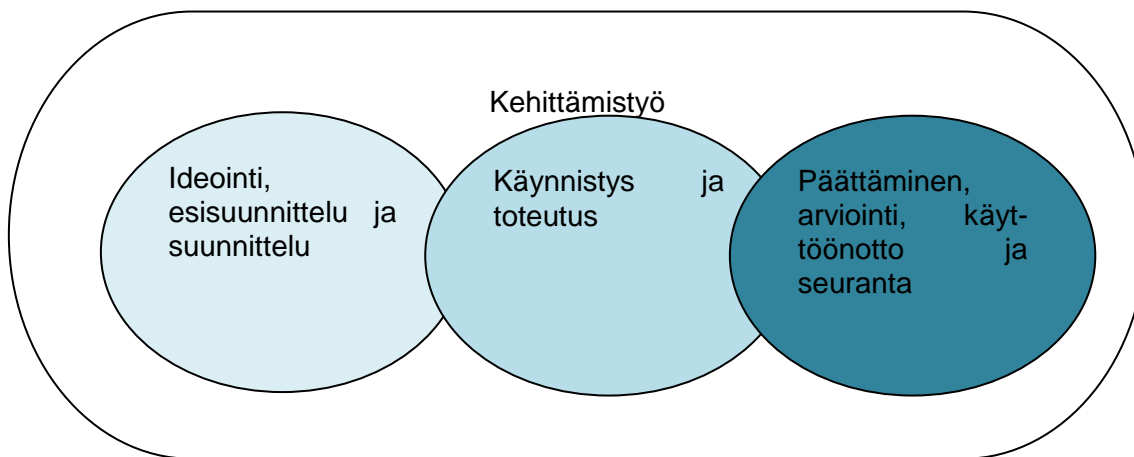 Kehittämistyö
Ideointi,
esisuunnittelu ja
suunnittelu
Käynnistys ja
toteutus
Päättäminen,
arviointi, käyt-
töönotto ja
seuranta